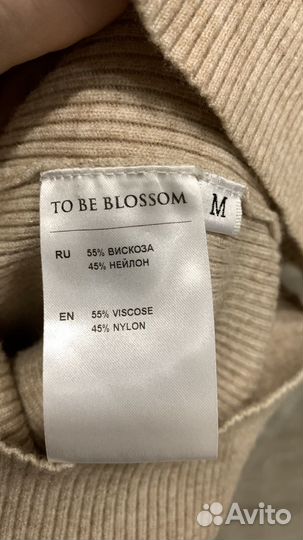 TO BE BLOSSOM
M
RU 55% ВИСКОЗА
45% НЕЙЛОН
EN 55% VISCOSE
45% NYLON
Avito